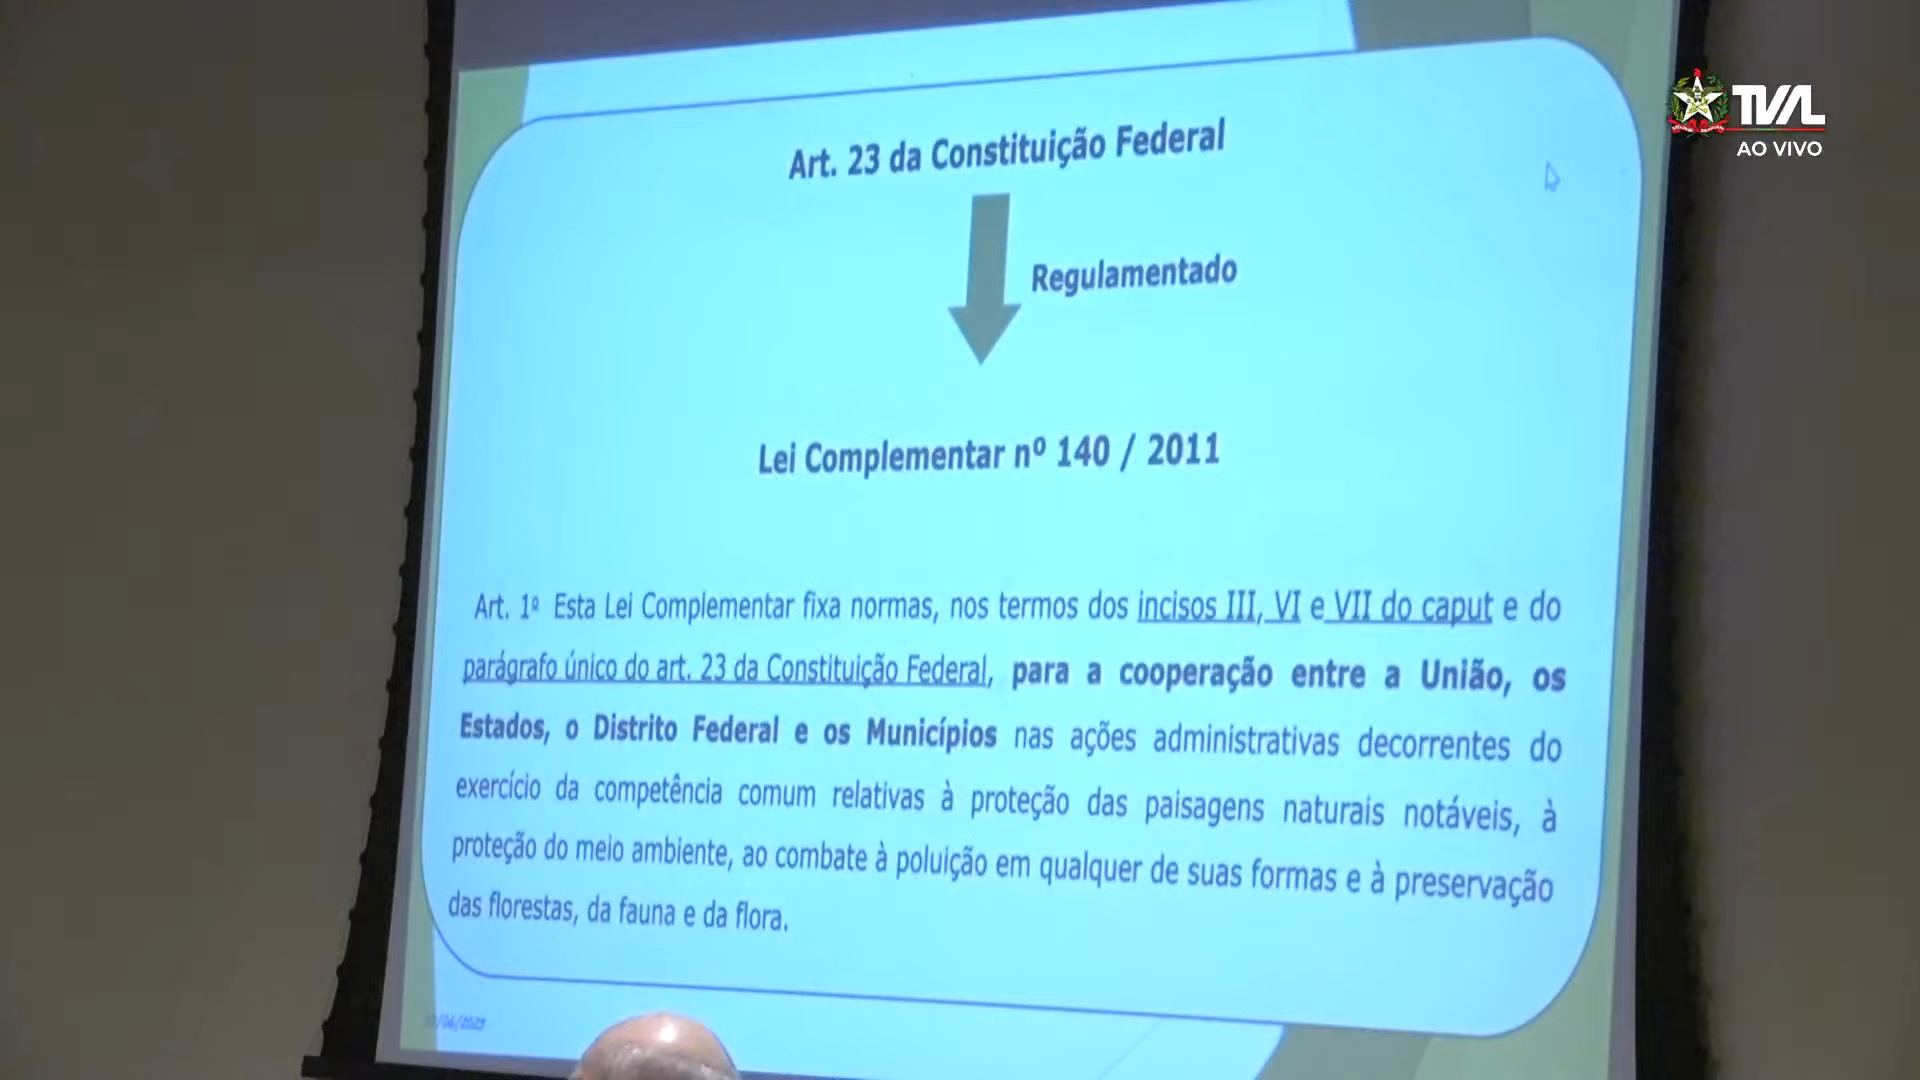 TVAL
AO VIVO
Art. 23 da Constituição Federal
Regulamentado
Lei Complementar nº 140 / 2011
Art. 1º Esta Lei Complementar fixa normas, nos termos dos incisos III, VI e VII do caput e do
parágrafo único do art. 23 da Constituição Federal, para a cooperação entre a União, os
Estados, o Distrito Federal e os Municípios nas ações administrativas decorrentes do
exercício da competência comum relativas à proteção das paisagens naturais notáveis, à
proteção do meio ambiente, ao combate à poluição em qualquer de suas formas e à preservação
das florestas, da fauna e da flora.